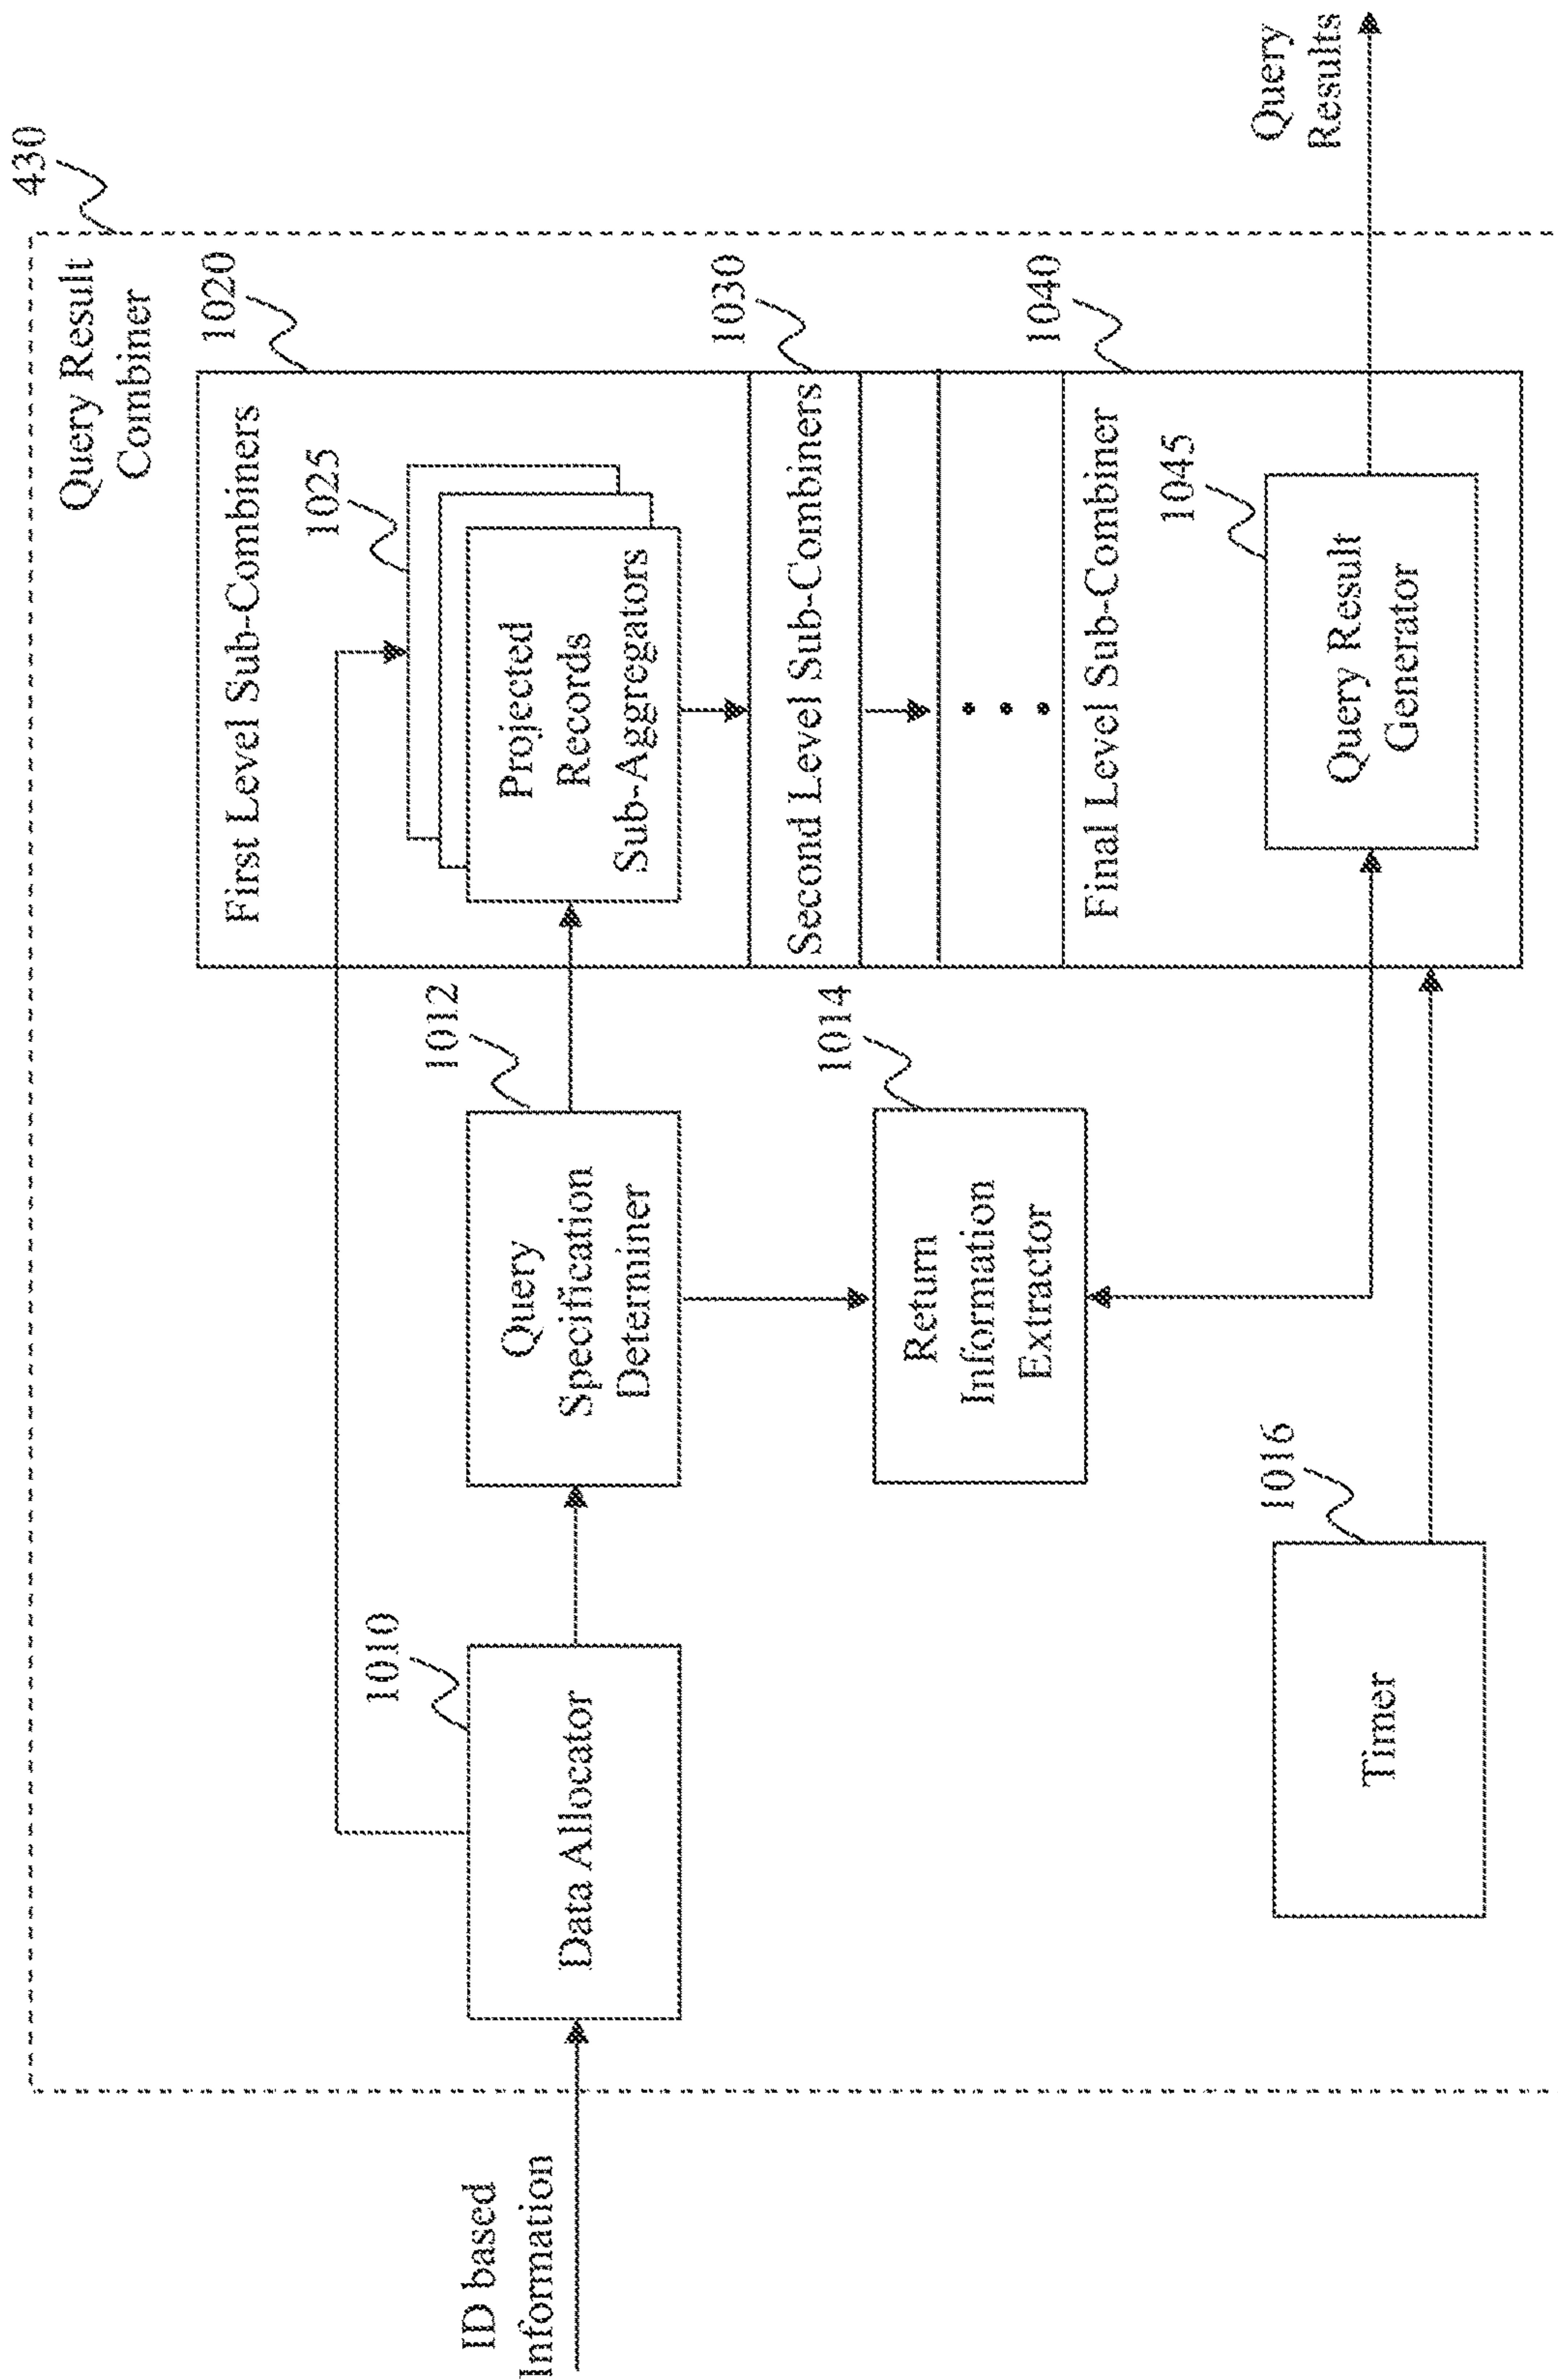 430
Query Result
Combiner
1020
First Level Sub-Combiners
1025
Projected
Records
Sub-Aggregators
1030
Second Level Sub-Combiners
1040
Final Level Sub-Combiner
1045
Query Result
Generator
Query
Results
1012
Query
Specification
Determiner
1014
Return
Information
Extractor
1010
Data Allocator
1016
Timer
ID based
Information